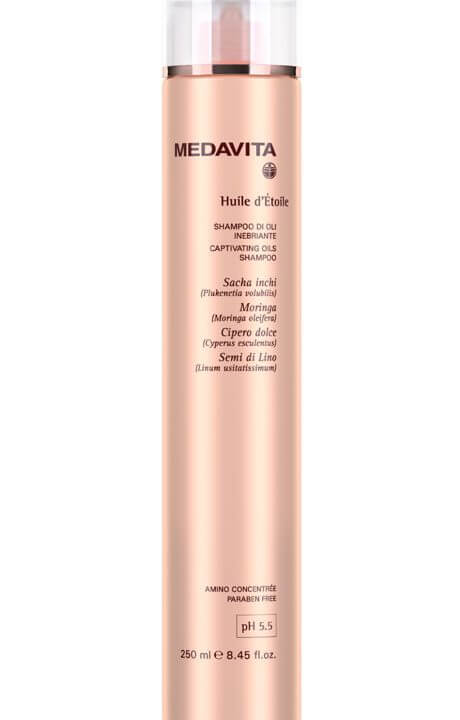 MEDAVITA
Huile d'Étoile
SHAMPOO DI OLI
INEBRIANTE
CAPTIVATING OILS
SHAMPOO
Sacha inchi
(Plukenetia volubilis)
Moringa
(Moringa oleifera)
Cipero dolce
(Cyperus esculentus)
Semi di Lino
(Linum usitatissimum)
AMINO CONCENTRÉE
PARABEN FREE
pH 5.5
250 ml ℮ 8.45 fl.oz.